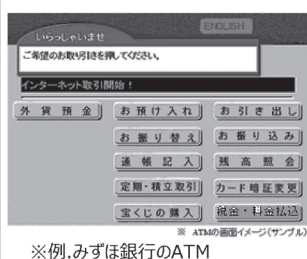 いらっしゃいませ
ENGLISH
ご希望のお取り引きを押してください。
インターネット取引開始！
外貨預金 お預け入れ お引き出し
お振り替え お振り込み
通帳記入 残高照会
定期・積立取引 カード暗証変更
宝くじの購入 税金・料金払込
※ ATMの画面イメージ(サンプル)
※例.みずほ銀行のATM